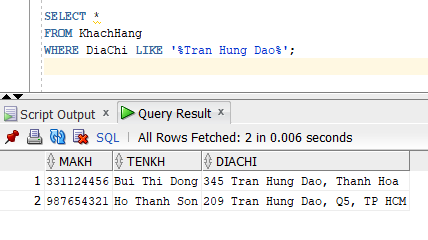 SELECT *
FROM KhachHang
WHERE DiaChi LIKE '%Tran Hung Dao%';
Script Output x Query Result x
SQL | All Rows Fetched: 2 in 0.006 seconds
MAKH TENKH DIACHI
1 331124456 Bui Thi Dong 345 Tran Hung Dao, Thanh Hoa
2 987654321 Ho Thanh Son 209 Tran Hung Dao, Q5, TP HCM